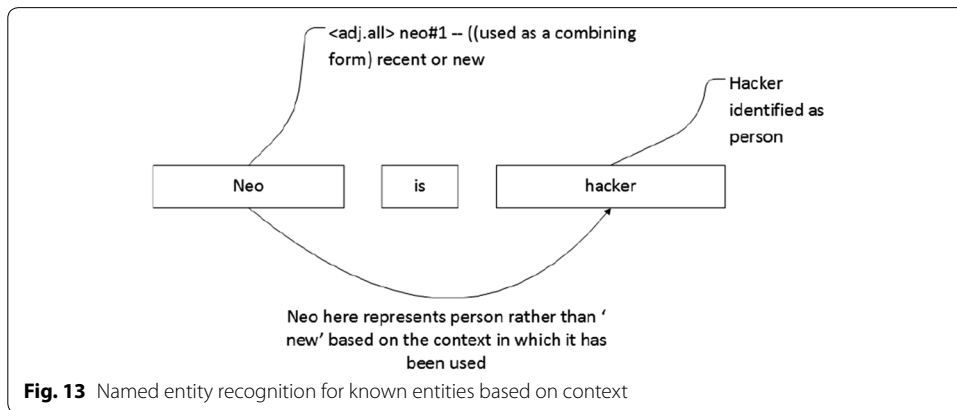 <adj.all> neo#1 -- ((used as a combining
form) recent or new
Hacker
identified as
person
Neo
is
hacker
Neo here represents person rather than ‘
new’ based on the context in which it has
been used
Fig. 13 Named entity recognition for known entities based on context